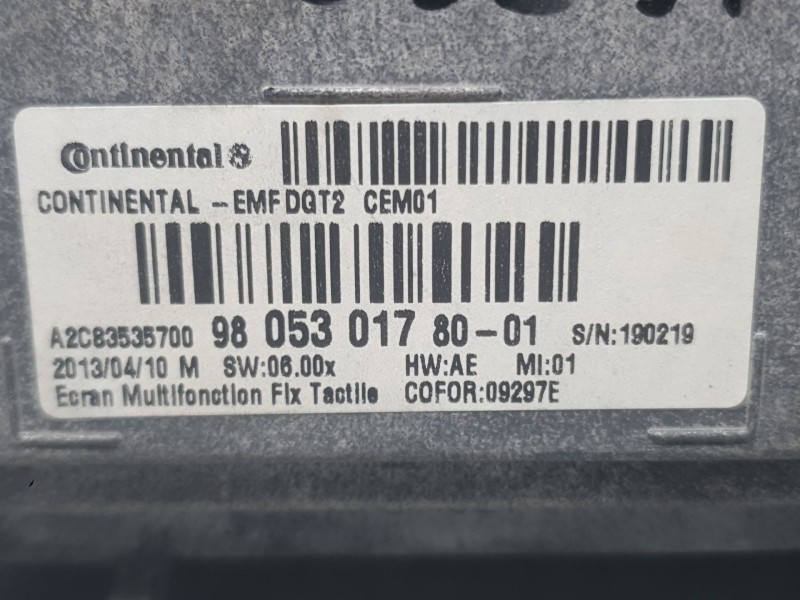 Continental
CONTINENTAL -EMF DGT2 CEM01
A2C83535700 98 053 017 80-01 S/N:190219
2013/04/10 M SW:06.00x HW:AE MI:01
Ecran Multifonction Fix Tactile COFOR:09297E